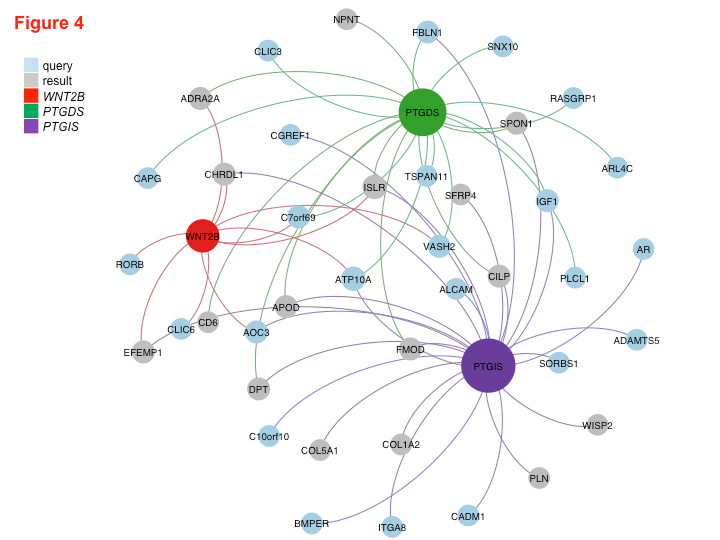 Figure 4
NPNT
FBLN1
SNX10
CLIC3
query
result
WNT2B
PTGDS
PTGIS
ADRA2A
RASGRP1
PTGDS
SPON1
CGREF1
CAPG
CHRDL1
TSPAN11
ARL4C
ISLR
SFRP4
IGF1
C7orf69
WNT2B
VASH2
AR
RORB
ATP10A
CILP
PLCL1
ALCAM
APOD
CLIC6
CD6
AOC3
EFEMP1
FMOD
ADAMTS5
PTGIS
SORBS1
DPT
WISP2
C10orf10
COL5A1
COL1A2
PLN
BMPER
ITGA8
CADM1